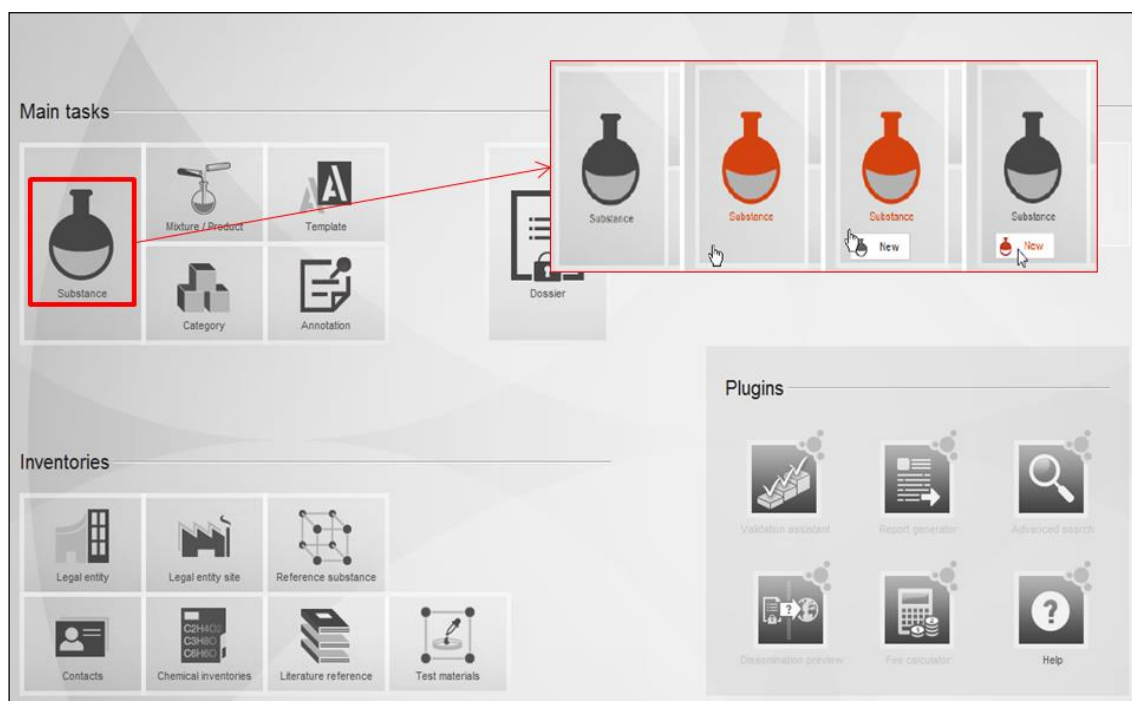 Main tasks
Substance
Mixture / Product
Template
Category
Annotation
Dossier
Substance
Substance
Substance
New
Substance
New
Plugins
Validation assistant
Report generator
Advanced search
Dissemination preview
Fee calculator
Help
Inventories
Legal entity
Legal entity site
Reference substance
Contacts
C2H4O2
C3H8O
C6H6O
Chemical inventories
Literature reference
Test materials